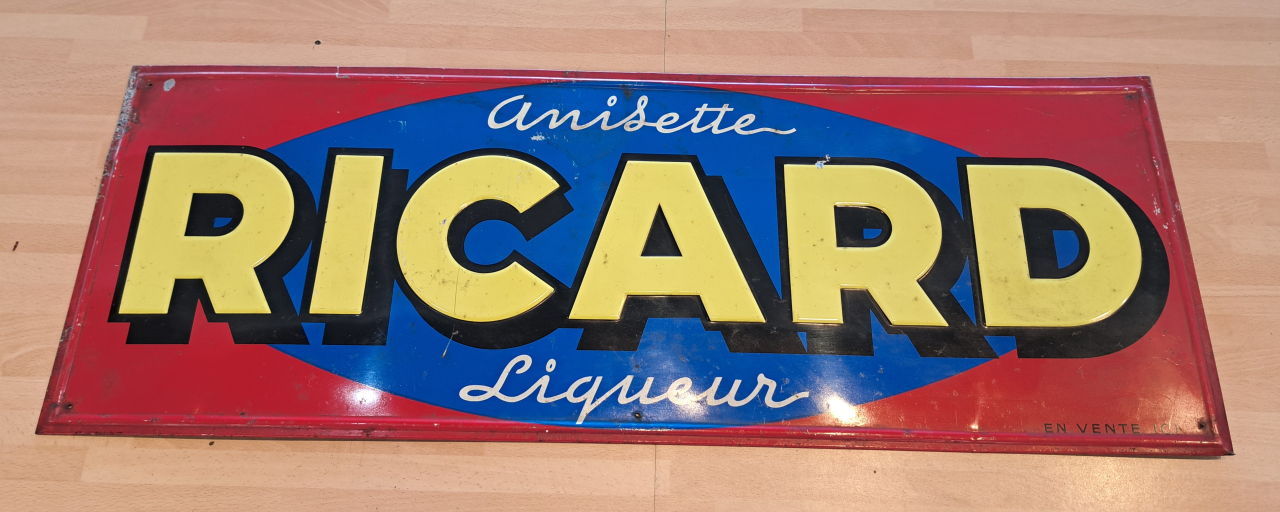 Anisette
RICARD
Liqueur
EN VENTE ICI